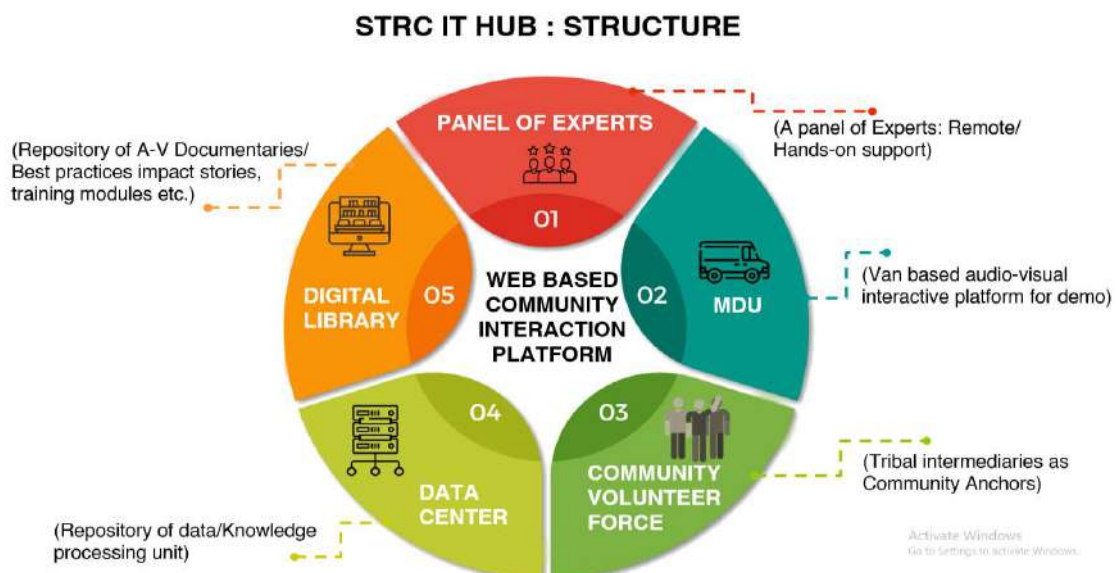 STRC IT HUB : STRUCTURE
PANEL OF EXPERTS
01
(A panel of Experts: Remote/
Hands-on support)
MDU
02
(Van based audio-visual
interactive platform for demo)
COMMUNITY
VOLUNTEER
FORCE
03
(Tribal intermediaries as
Community Anchors)
DATA
CENTER
04
(Repository of data/Knowledge
processing unit)
DIGITAL
LIBRARY
05
(Repository of A-V Documentaries/
Best practices impact stories,
training modules etc.)
WEB BASED
COMMUNITY
INTERACTION
PLATFORM
Activate Windows
Go to Settings to activate Windows.